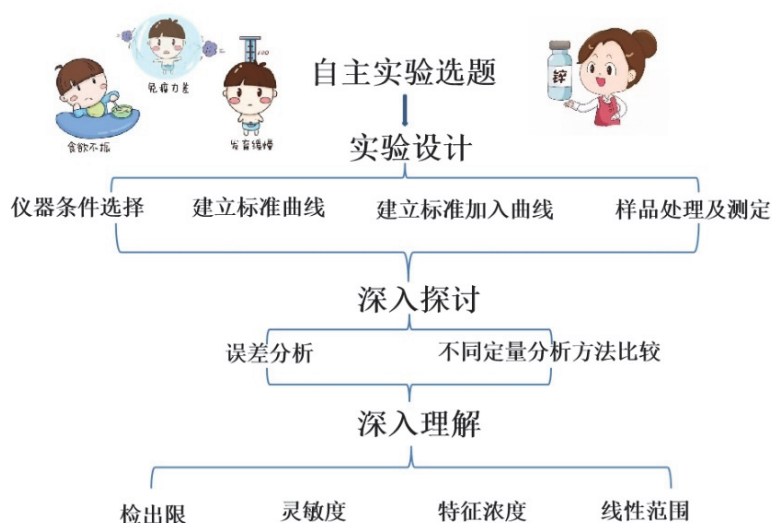 自主实验选题
免疫力差
锌
食欲不振
发育缓慢
实验设计
仪器条件选择 建立标准曲线 建立标准加入曲线 样品处理及测定
深入探讨
误差分析 不同定量分析方法比较
深入理解
检出限 灵敏度 特征浓度 线性范围